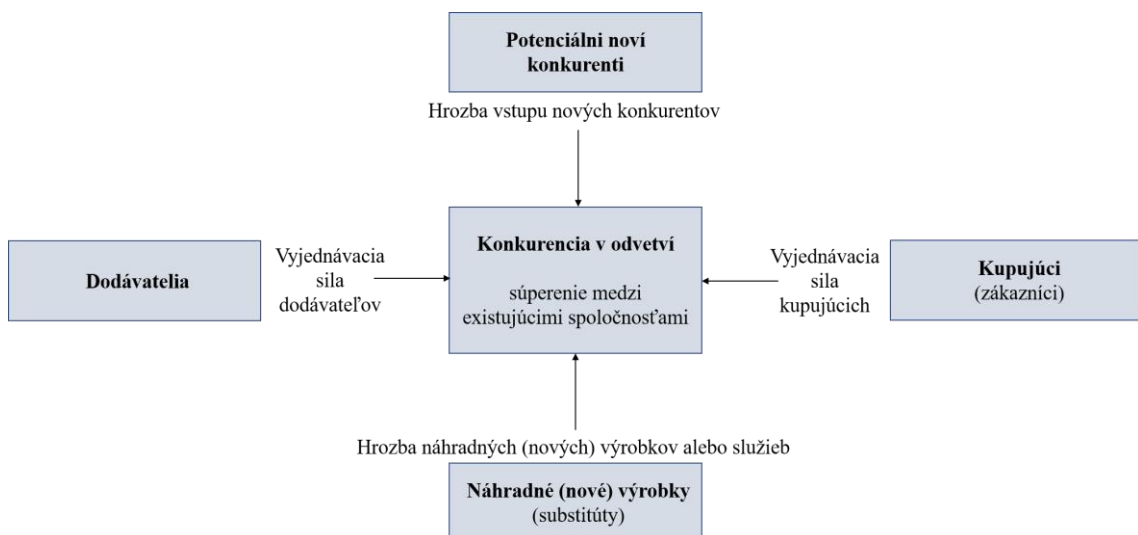 Potenciálni noví
konkurenti
Hrozba vstupu nových konkurentov
Dodávatelia
Vyjednávacia
sila
dodávateľov
Konkurencia v odvetví
súperenie medzi
existujúcimi spoločnosťami
Vyjednávacia
sila
kupujúcich
Kupujúci
(zákazníci)
Hrozba náhradných (nových) výrobkov alebo služieb
Náhradné (nové) výrobky
(substitúty)